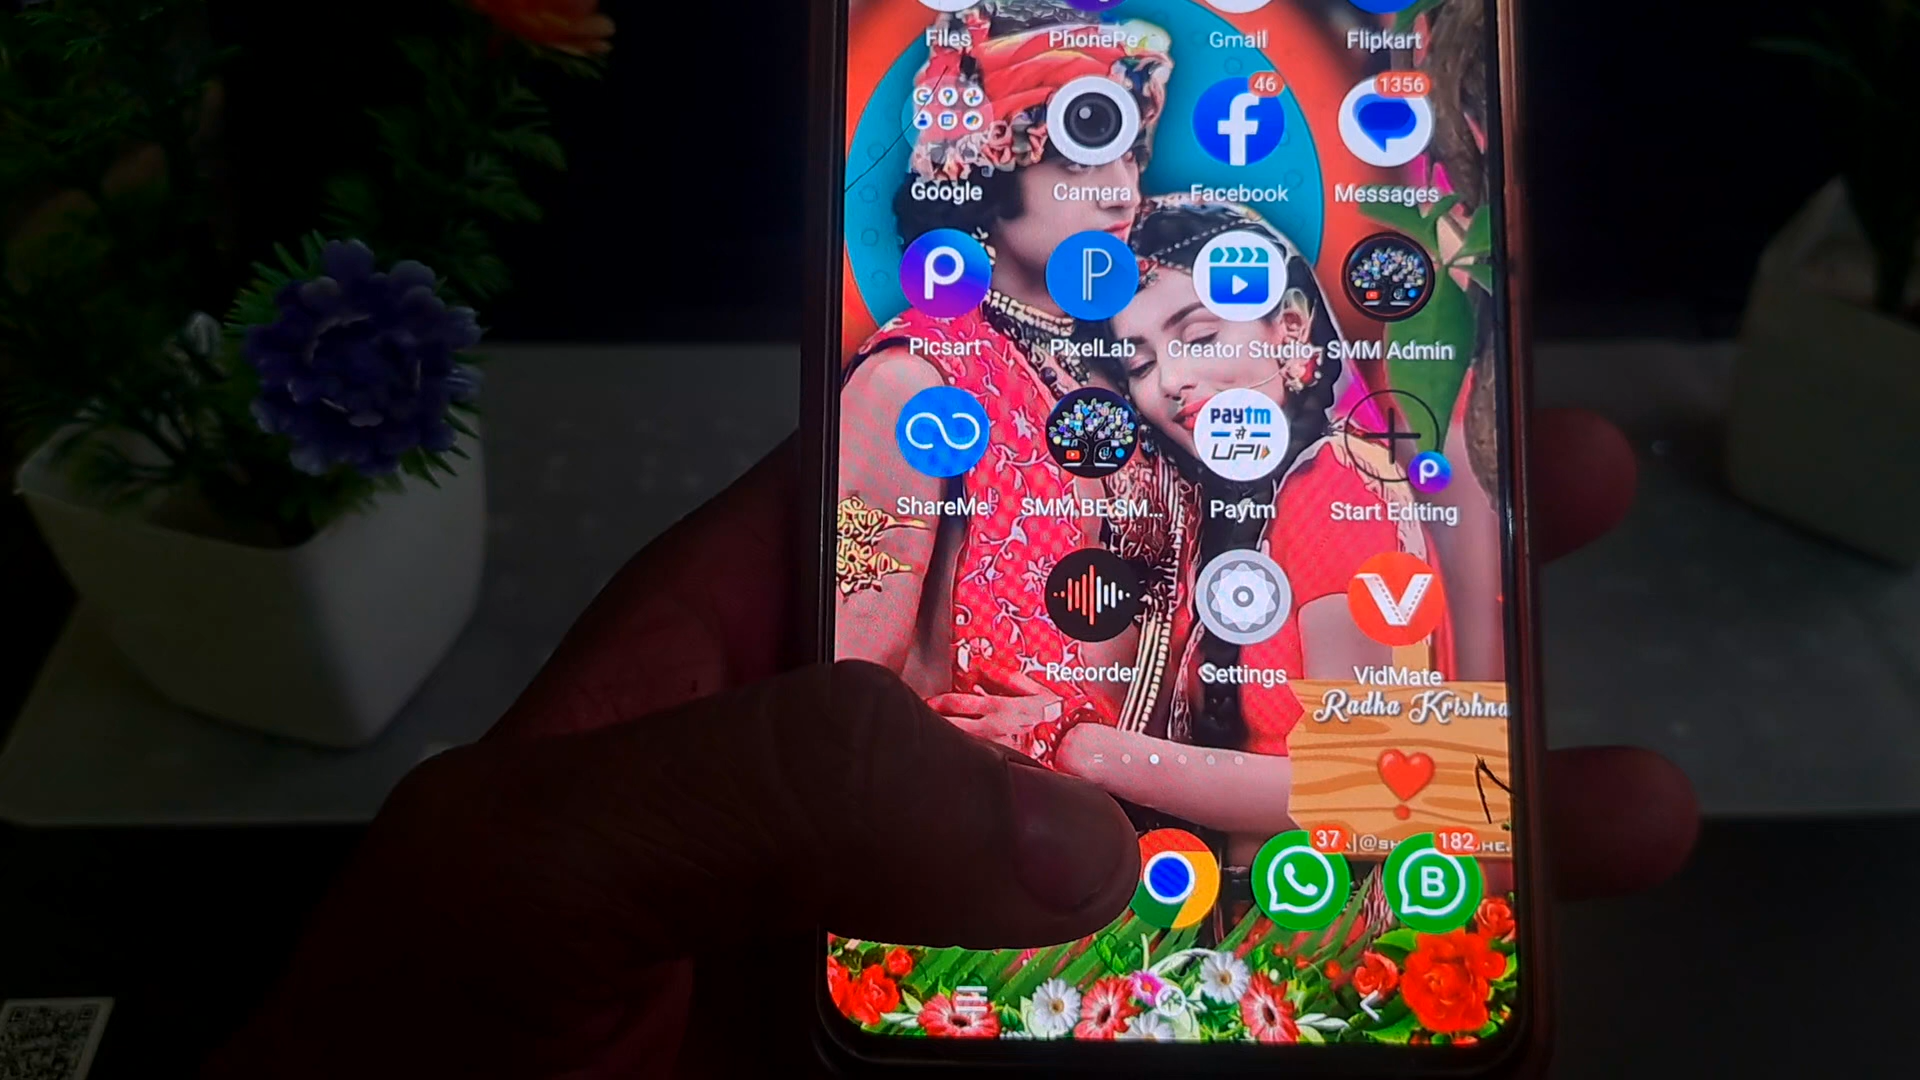 Files PhonePe Gmail Flipkart
46 1356
Google Camera Facebook Messages
Picsart PixelLab Creator Studio SMM Admin
paytm
से
UPI
ShareMe SMM BE SM... Paytm Start Editing
Recorder Settings VidMate
Radha Krishna
37 182
B